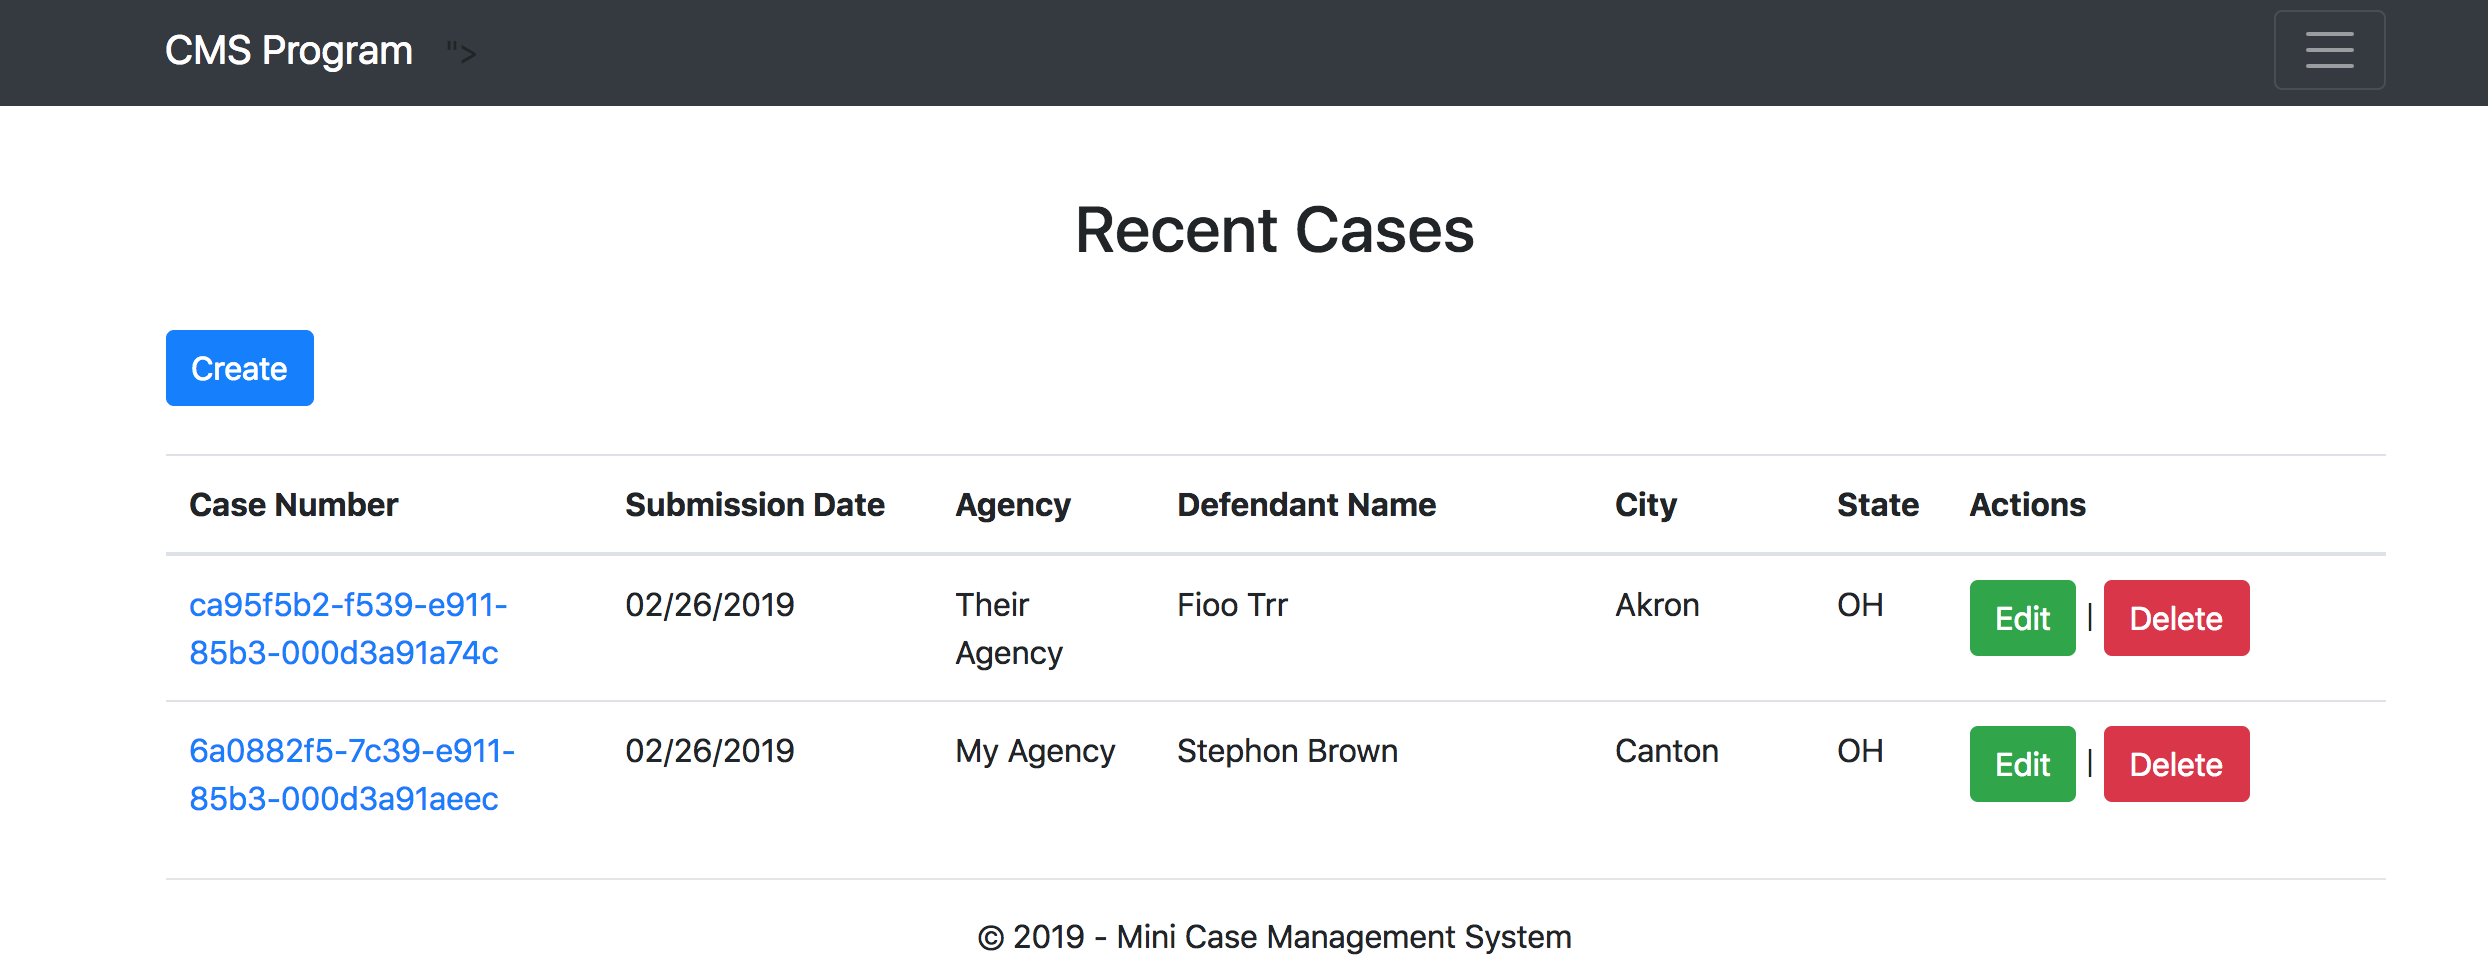 CMS Program ">
Recent Cases
Create
Case Number Submission Date Agency Defendant Name City State Actions
ca95f5b2-f539-e911- 02/26/2019 Their Fioo Trr Akron OH Edit | Delete
85b3-000d3a91a74c Agency
6a0882f5-7c39-e911- 02/26/2019 My Agency Stephon Brown Canton OH Edit | Delete
85b3-000d3a91aeec
© 2019 - Mini Case Management System